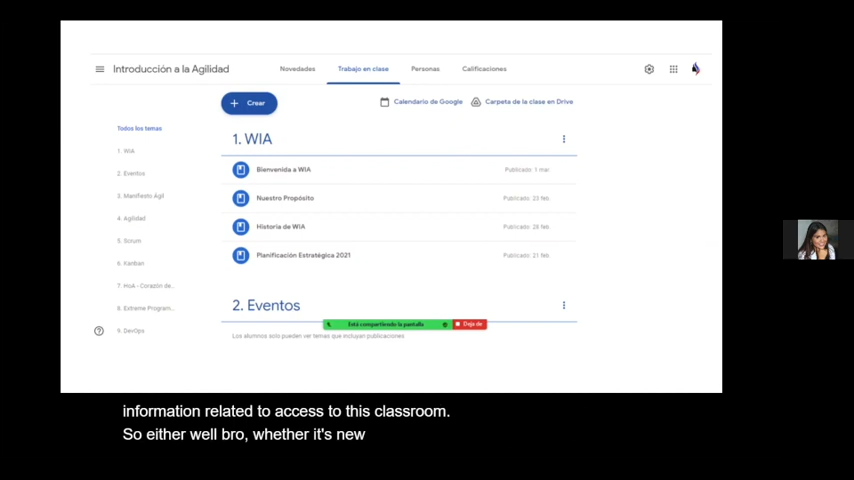 Introducción a la Agilidad
Novedades
Trabajo en clase
Personas
Calificaciones
Crear
Calendario de Google
Carpeta de la clase en Drive
Todos los temas
1. WIA
2. Eventos
3. Manifiesto Ágil
4. Agilidad
5. Scrum
6. Kanban
7. HoA - Corazón de...
8. Extreme Program...
9. DevOps
1. WIA
Bienvenida a WIA
Publicado: 1 mar
Nuestro Propósito
Publicado: 23 feb
Historia de WIA
Publicado: 28 feb
Planificación Estratégica 2021
Publicado: 21 feb
2. Eventos
Está compartiendo la pantalla
Deja de
Los alumnos solo pueden ver temas que incluyan publicaciones
information related to access to this classroom.
So either well bro, whether it's new